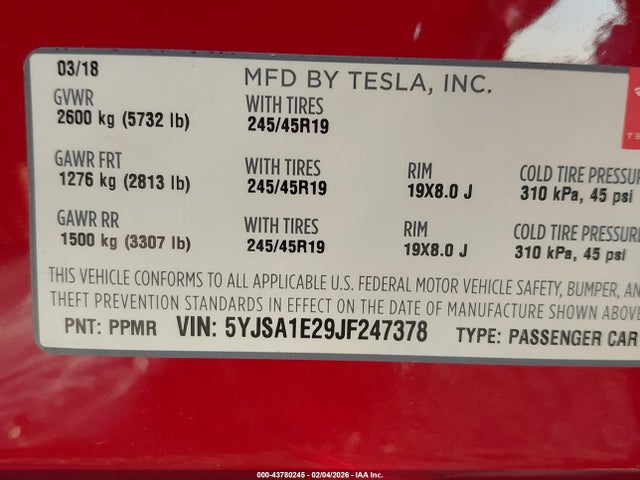 03/18
MFD BY TESLA, INC.
GVWR
2600 kg (5732 lb)
WITH TIRES
245/45R19
GAWR FRT
1276 kg (2813 lb)
WITH TIRES
245/45R19
RIM
19X8.0 J
COLD TIRE PRESSUR
310 kPa, 45 psi
GAWR RR
1500 kg (3307 lb)
WITH TIRES
245/45R19
RIM
19X8.0 J
COLD TIRE PRESSURE
310 kPa, 45 psi
THIS VEHICLE CONFORMS TO ALL APPLICABLE U.S. FEDERAL MOTOR VEHICLE SAFETY, BUMPER, AN
THEFT PREVENTION STANDARDS IN EFFECT ON THE DATE OF MANUFACTURE SHOWN ABOVE
PNT: PPMR VIN: 5YJSA1E29JF247378 TYPE: PASSENGER CAR
000-43780245 - 02/04/2026 - IAA Inc.